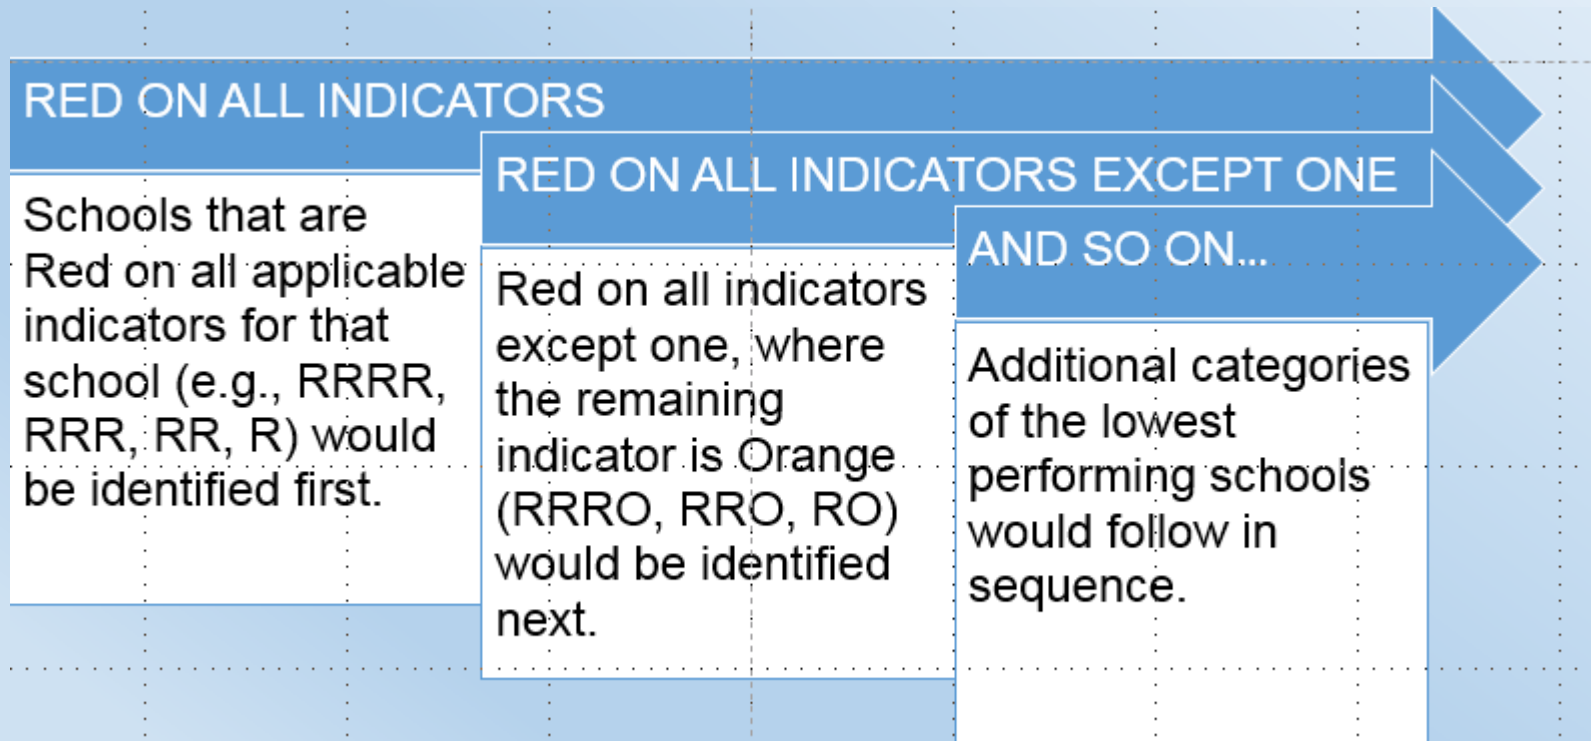 RED ON ALL INDICATORS
Schools that are
Red on all applicable
indicators for that
school (e.g., RRRR,
RRR, RR, R) would
be identified first.
RED ON ALL INDICATORS EXCEPT ONE
Red on all indicators
except one, where
the remaining
indicator is Orange
(RRRO, RRO, RO)
would be identified
next.
AND SO ON...
Additional categories
of the lowest
performing schools
would follow in
sequence.